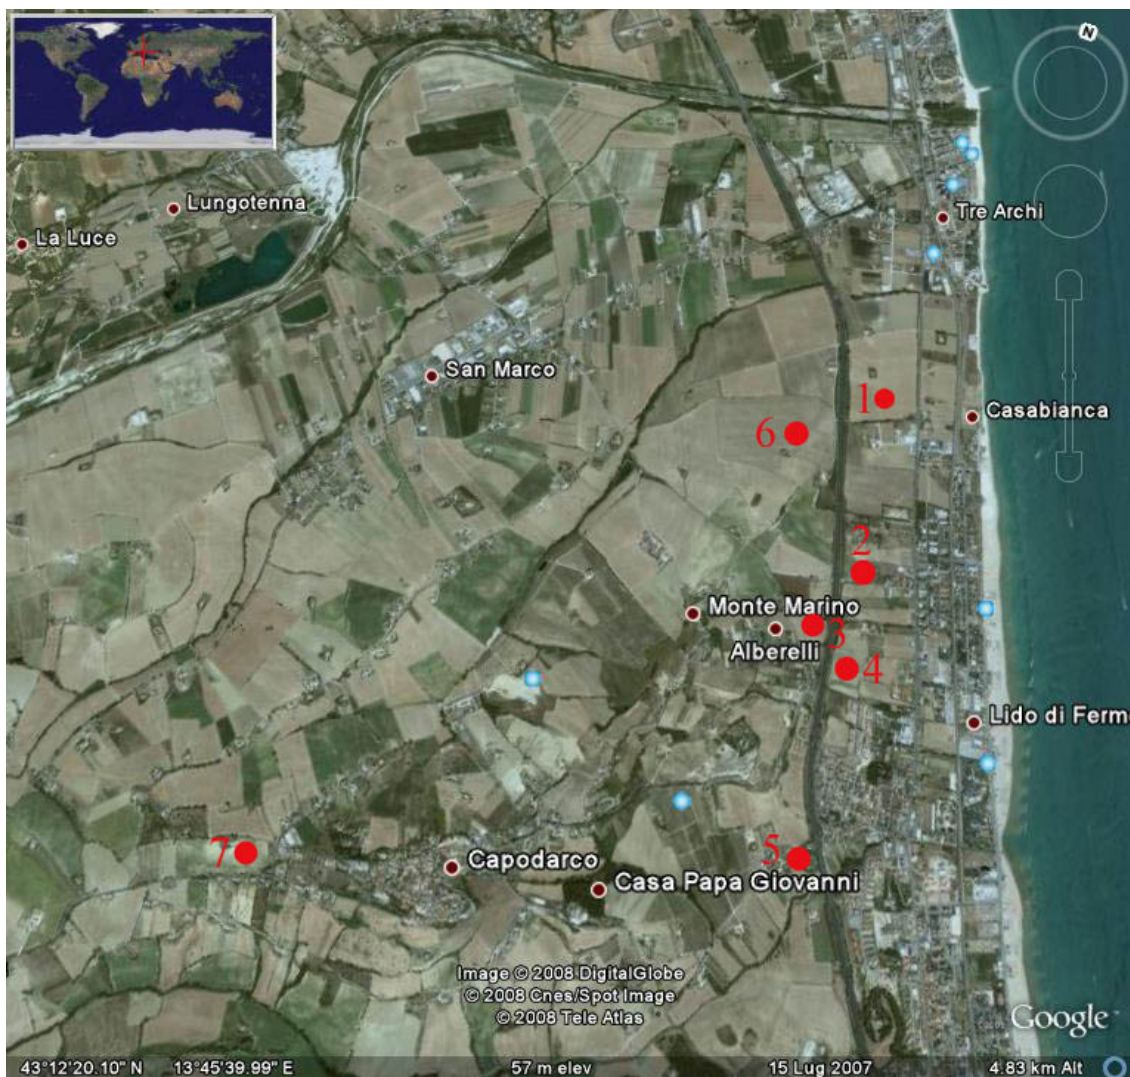 N
Lungotenna
La Luce
Tre Archi
San Marco
1
Casabianca
6
2
Monte Marino
3
Alberelli
4
Lido di Ferm
7
Capodarco
5
Casa Papa Giovanni
Image © 2008 DigitalGlobe
© 2008 Cnes/Spot Image
© 2008 Tele Atlas
Google
43°12'20.10" N 13°45'39.99" E 57 m elev 15 Lug 2007 4.83 km Alt